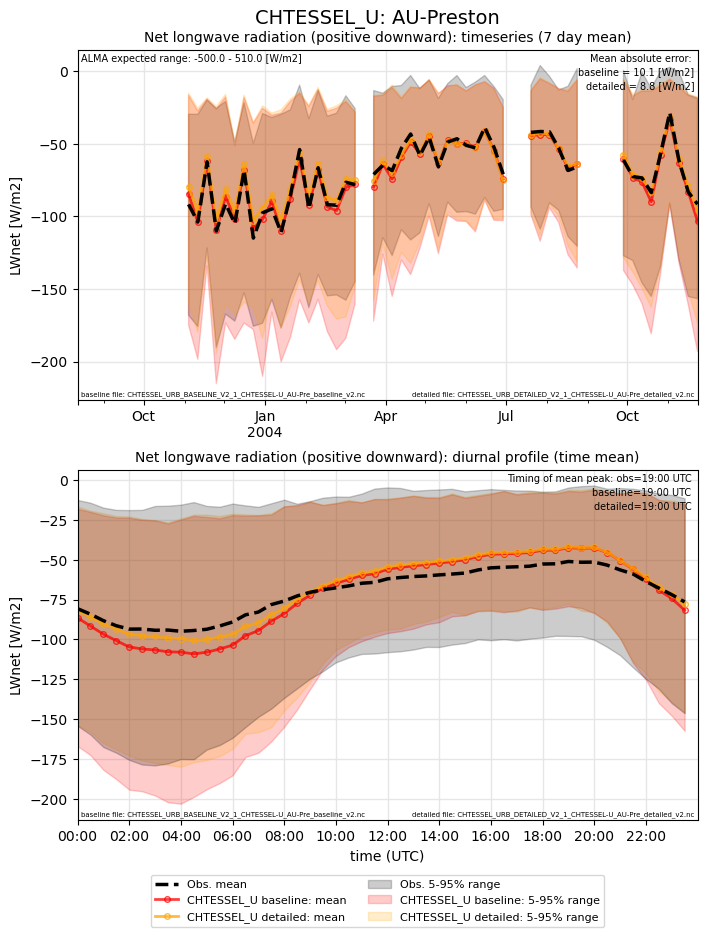 CHTESSEL_U: AU-Preston
Net longwave radiation (positive downward): timeseries (7 day mean)
ALMA expected range: -500.0 - 510.0 [W/m2]
Mean absolute error:
baseline = 10.1 [W/m2]
detailed = 8.8 [W/m2]
0
−50
−100
−150
−200
LWnet [W/m2]
baseline file: CHTESSEL_URB_BASELINE_V2_1_CHTESSEL-U_AU-Pre_baseline_v2.nc
detailed file: CHTESSEL_URB_DETAILED_V2_1_CHTESSEL-U_AU-Pre_detailed_v2.nc
Oct Jan Apr Jul Oct
2004
Net longwave radiation (positive downward): diurnal profile (time mean)
Timing of mean peak: obs=19:00 UTC
baseline=19:00 UTC
detailed=19:00 UTC
0
−25
−50
−75
−100
−125
−150
−175
−200
LWnet [W/m2]
baseline file: CHTESSEL_URB_BASELINE_V2_1_CHTESSEL-U_AU-Pre_baseline_v2.nc
detailed file: CHTESSEL_URB_DETAILED_V2_1_CHTESSEL-U_AU-Pre_detailed_v2.nc
00:00 02:00 04:00 06:00 08:00 10:00 12:00 14:00 16:00 18:00 20:00 22:00
time (UTC)
Obs. mean
CHTESSEL_U baseline: mean
CHTESSEL_U detailed: mean
Obs. 5-95% range
CHTESSEL_U baseline: 5-95% range
CHTESSEL_U detailed: 5-95% range